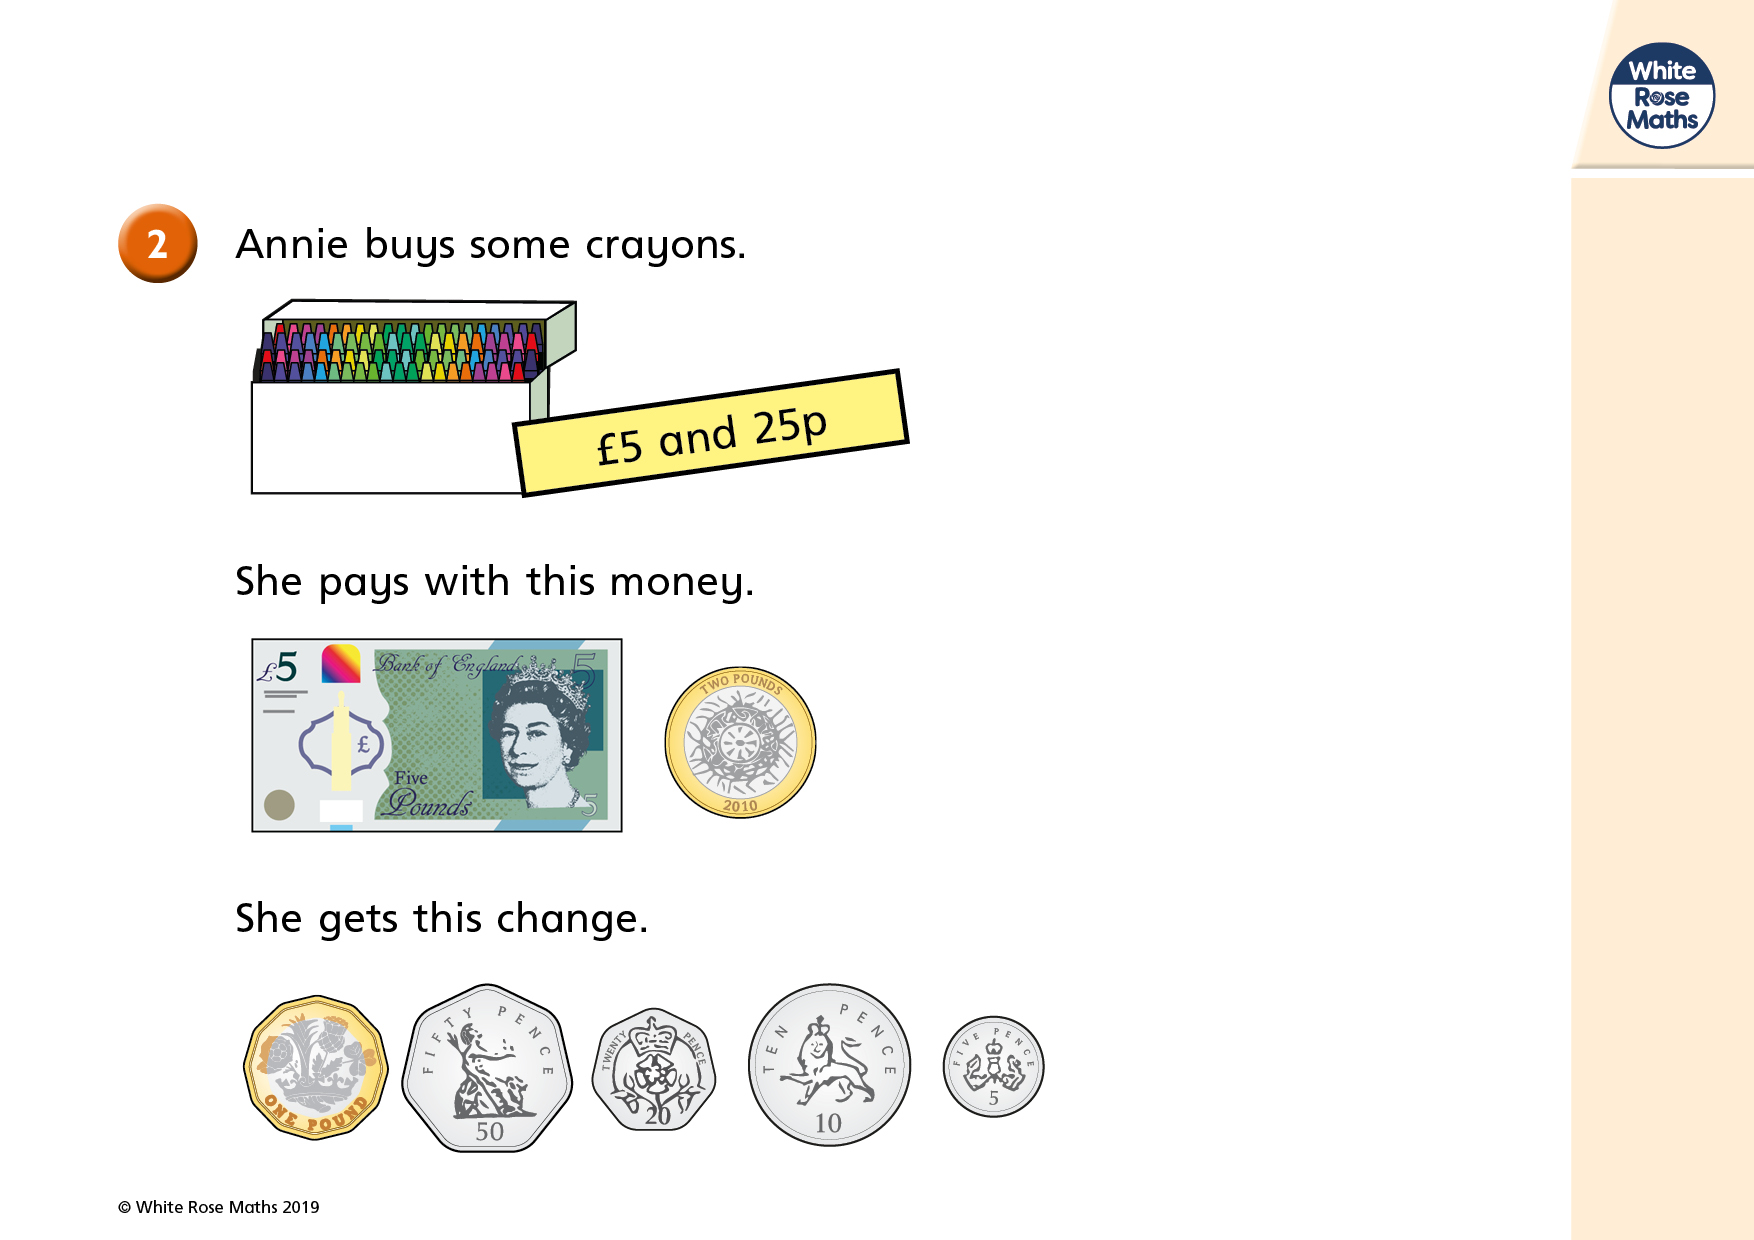 White
Rose
Maths
2
Annie buys some crayons.
£5 and 25p
She pays with this money.
£5
Bank of England
5
£
Five
Pounds
5
TWO POUNDS
2010
She gets this change.
ONE POUND
FIFTY PENCE
50
TWENTY PENCE
20
TEN PENCE
10
FIVE PENCE
5
© White Rose Maths 2019